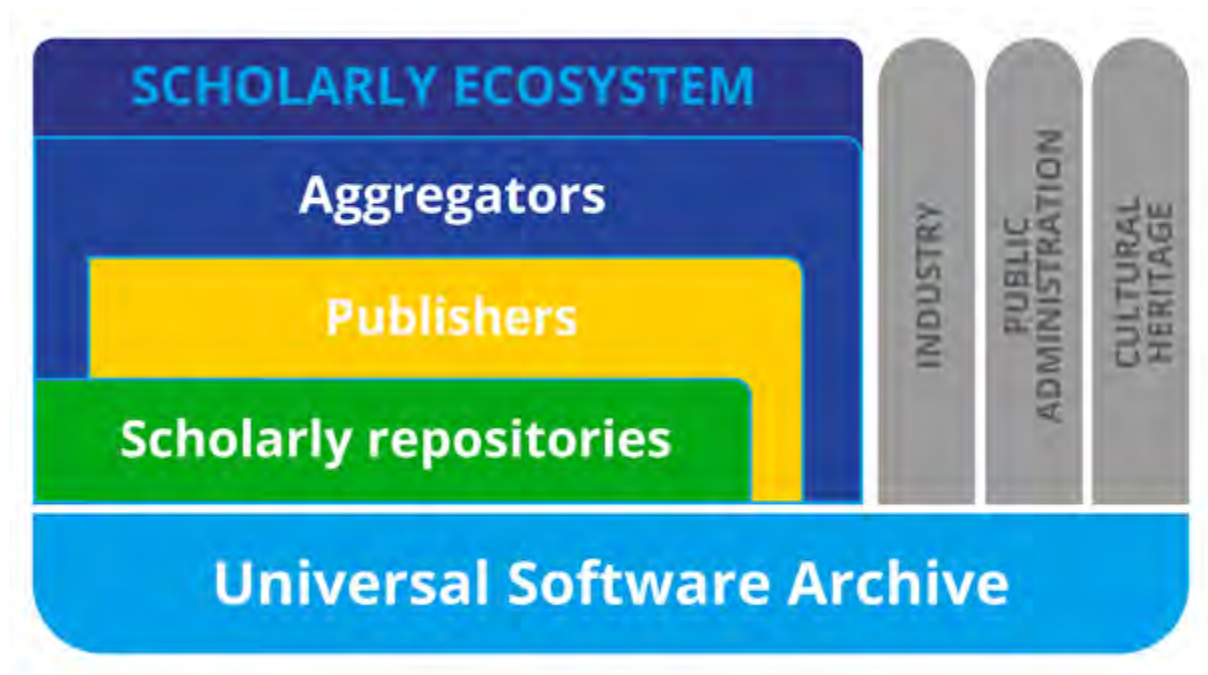 SCHOLARLY ECOSYSTEM
Aggregators
Publishers
Scholarly repositories
INDUSTRY
PUBLIC
ADMINISTRATION
CULTURAL
HERITAGE
Universal Software Archive